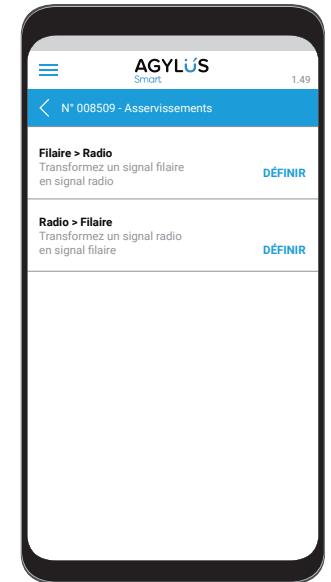 AGYLÚS
Smart
1.49
N° 008509 - Asservissements
Filaire > Radio
Transformez un signal filaire
en signal radio
DÉFINIR
Radio > Filaire
Transformez un signal radio
en signal filaire
DÉFINIR